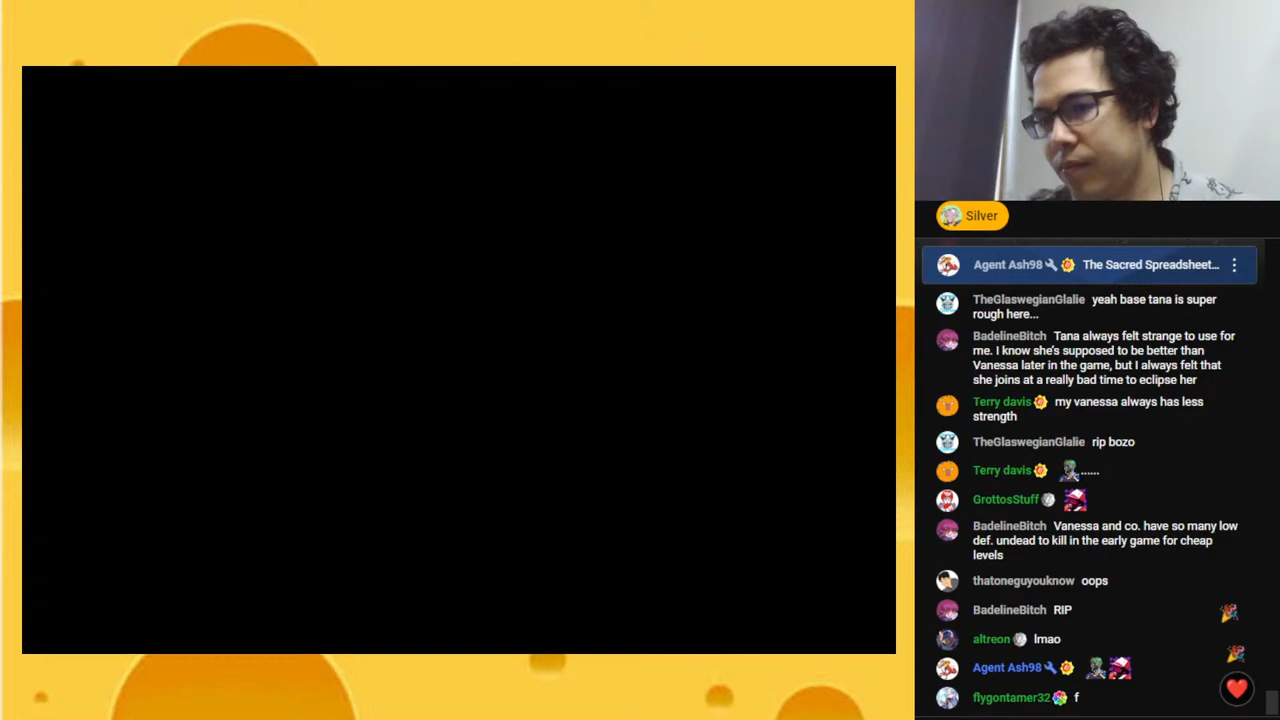 Silver
Agent Ash98 The Sacred Spreadsheet...
TheGlaswegianGlalie yeah base tana is super
rough here...
BadelineBitch Tana always felt strange to use for
me. I know she's supposed to be better than
Vanessa later in the game, but I always felt that
she joins at a really bad time to eclipse her
Terry davis my vanessa always has less
strength
TheGlaswegianGlalie rip bozo
Terry davis ......
GrottosStuff
BadelineBitch Vanessa and co. have so many low
def. undead to kill in the early game for cheap
levels
thatoneguyouknow oops
BadelineBitch RIP
altreon lmao
Agent Ash98
flygontamer32 f